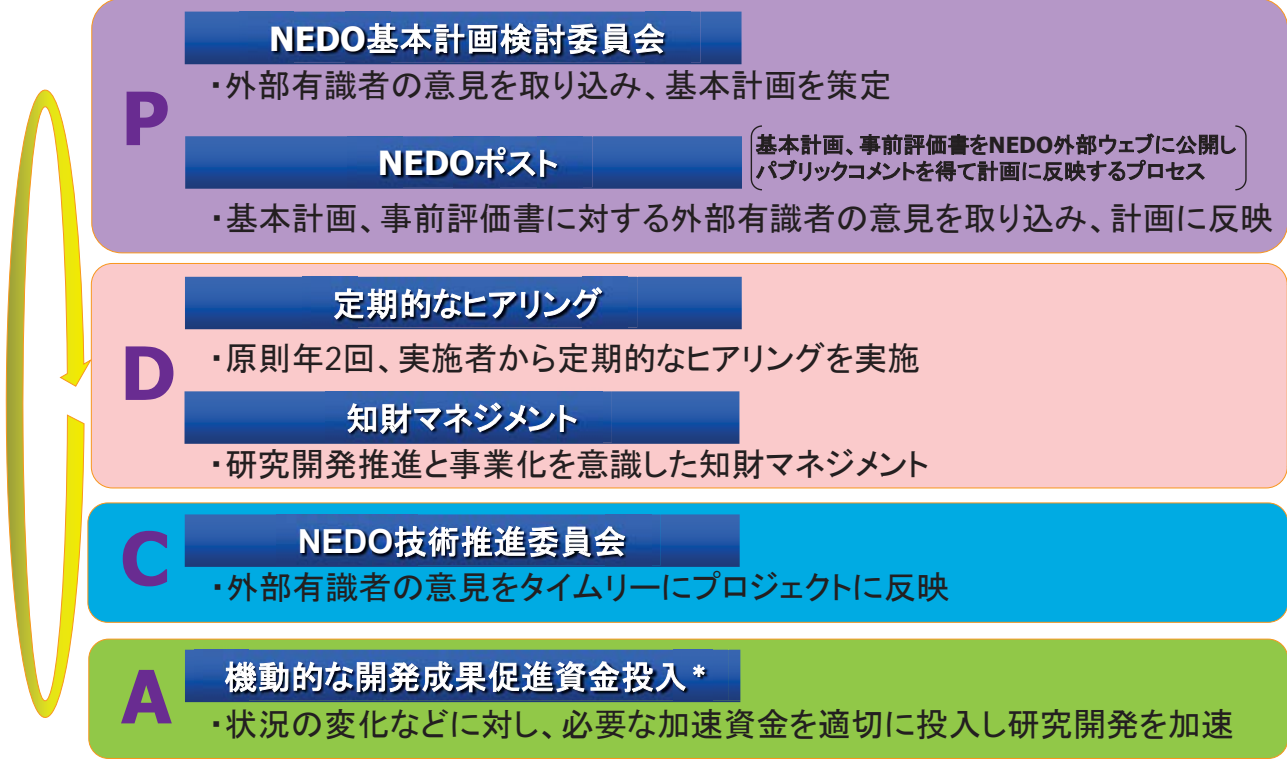 P
NEDO基本計画検討委員会
・外部有識者の意見を取り込み、基本計画を策定
NEDOポスト
基本計画、事前評価書をNEDO外部ウェブに公開し
パブリックコメントを得て計画に反映するプロセス
・基本計画、事前評価書に対する外部有識者の意見を取り込み、計画に反映
D
定期的なヒアリング
・原則年2回、実施者から定期的なヒアリングを実施
知財マネジメント
・研究開発推進と事業化を意識した知財マネジメント
C
NEDO技術推進委員会
・外部有識者の意見をタイムリーにプロジェクトに反映
A
機動的な開発成果促進資金投入*
・状況の変化などに対し、必要な加速資金を適切に投入し研究開発を加速